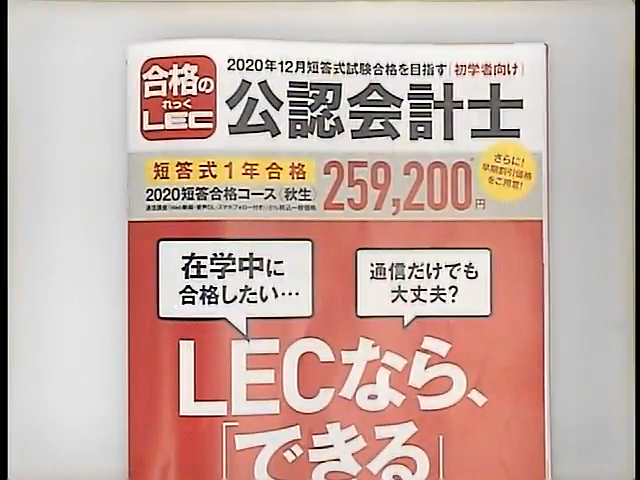 2020年12月短答式試験合格を目指す[初学者向け]
合格の
れっく
LEC
公認会計士
短答式1年合格
2020短答合格コース〈秋生〉
259,200円
さらに!
早期割引価格
をご用意!
在学中に
合格したい…
通信だけでも
大丈夫?
LECなら、
「できる」